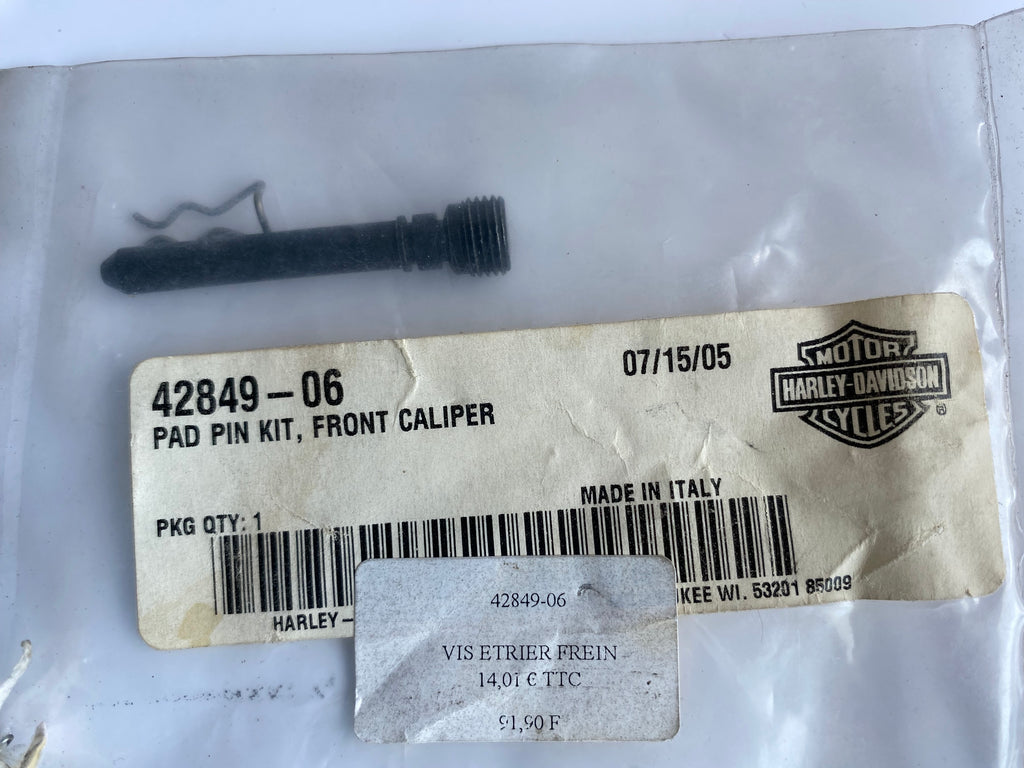 42849-06
PAD PIN KIT, FRONT CALIPER
07/15/05
MOTOR
HARLEY-DAVIDSON
CYCLES
®
MADE IN ITALY
PKG QTY: 1
HARLEY-
KEE WI. 53201 85009
42849-06
VIS ETRIER FREIN
14,01 € TTC
91,90 F